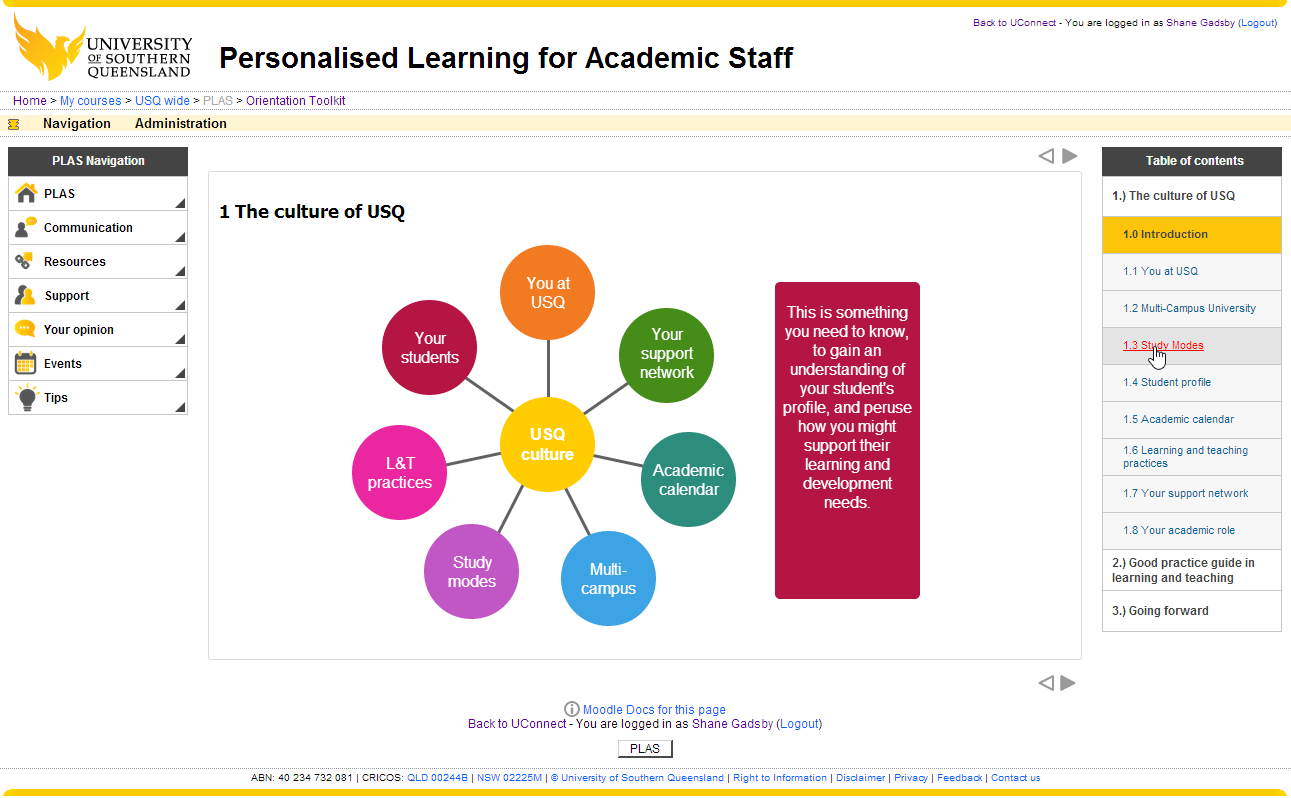 Back to UConnect - You are logged in as Shane Gadsby (Logout)
UNIVERSITY
OF SOUTHERN
QUEENSLAND
Personalised Learning for Academic Staff
Home > My courses > USQ wide > PLAS > Orientation Toolkit
Navigation Administration
PLAS Navigation
PLAS
Communication
Resources
Support
Your opinion
Events
Tips
1 The culture of USQ
You at
USQ
Your
students
Your
support
network
USQ
culture
L&T
practices
Academic
calendar
Study
modes
Multi-
campus
This is something
you need to know,
to gain an
understanding of
your student's
profile, and peruse
how you might
support their
learning and
development
needs.
Table of contents
1.) The culture of USQ
1.0 Introduction
1.1 You at USQ
1.2 Multi-Campus University
1.3 Study Modes
1.4 Student profile
1.5 Academic calendar
1.6 Learning and teaching
practices
1.7 Your support network
1.8 Your academic role
2.) Good practice guide in
learning and teaching
3.) Going forward
Moodle Docs for this page
Back to UConnect - You are logged in as Shane Gadsby (Logout)
PLAS
ABN: 40 234 732 081 | CRICOS: QLD 00244B | NSW 02225M | © University of Southern Queensland | Right to Information | Disclaimer | Privacy | Feedback | Contact us